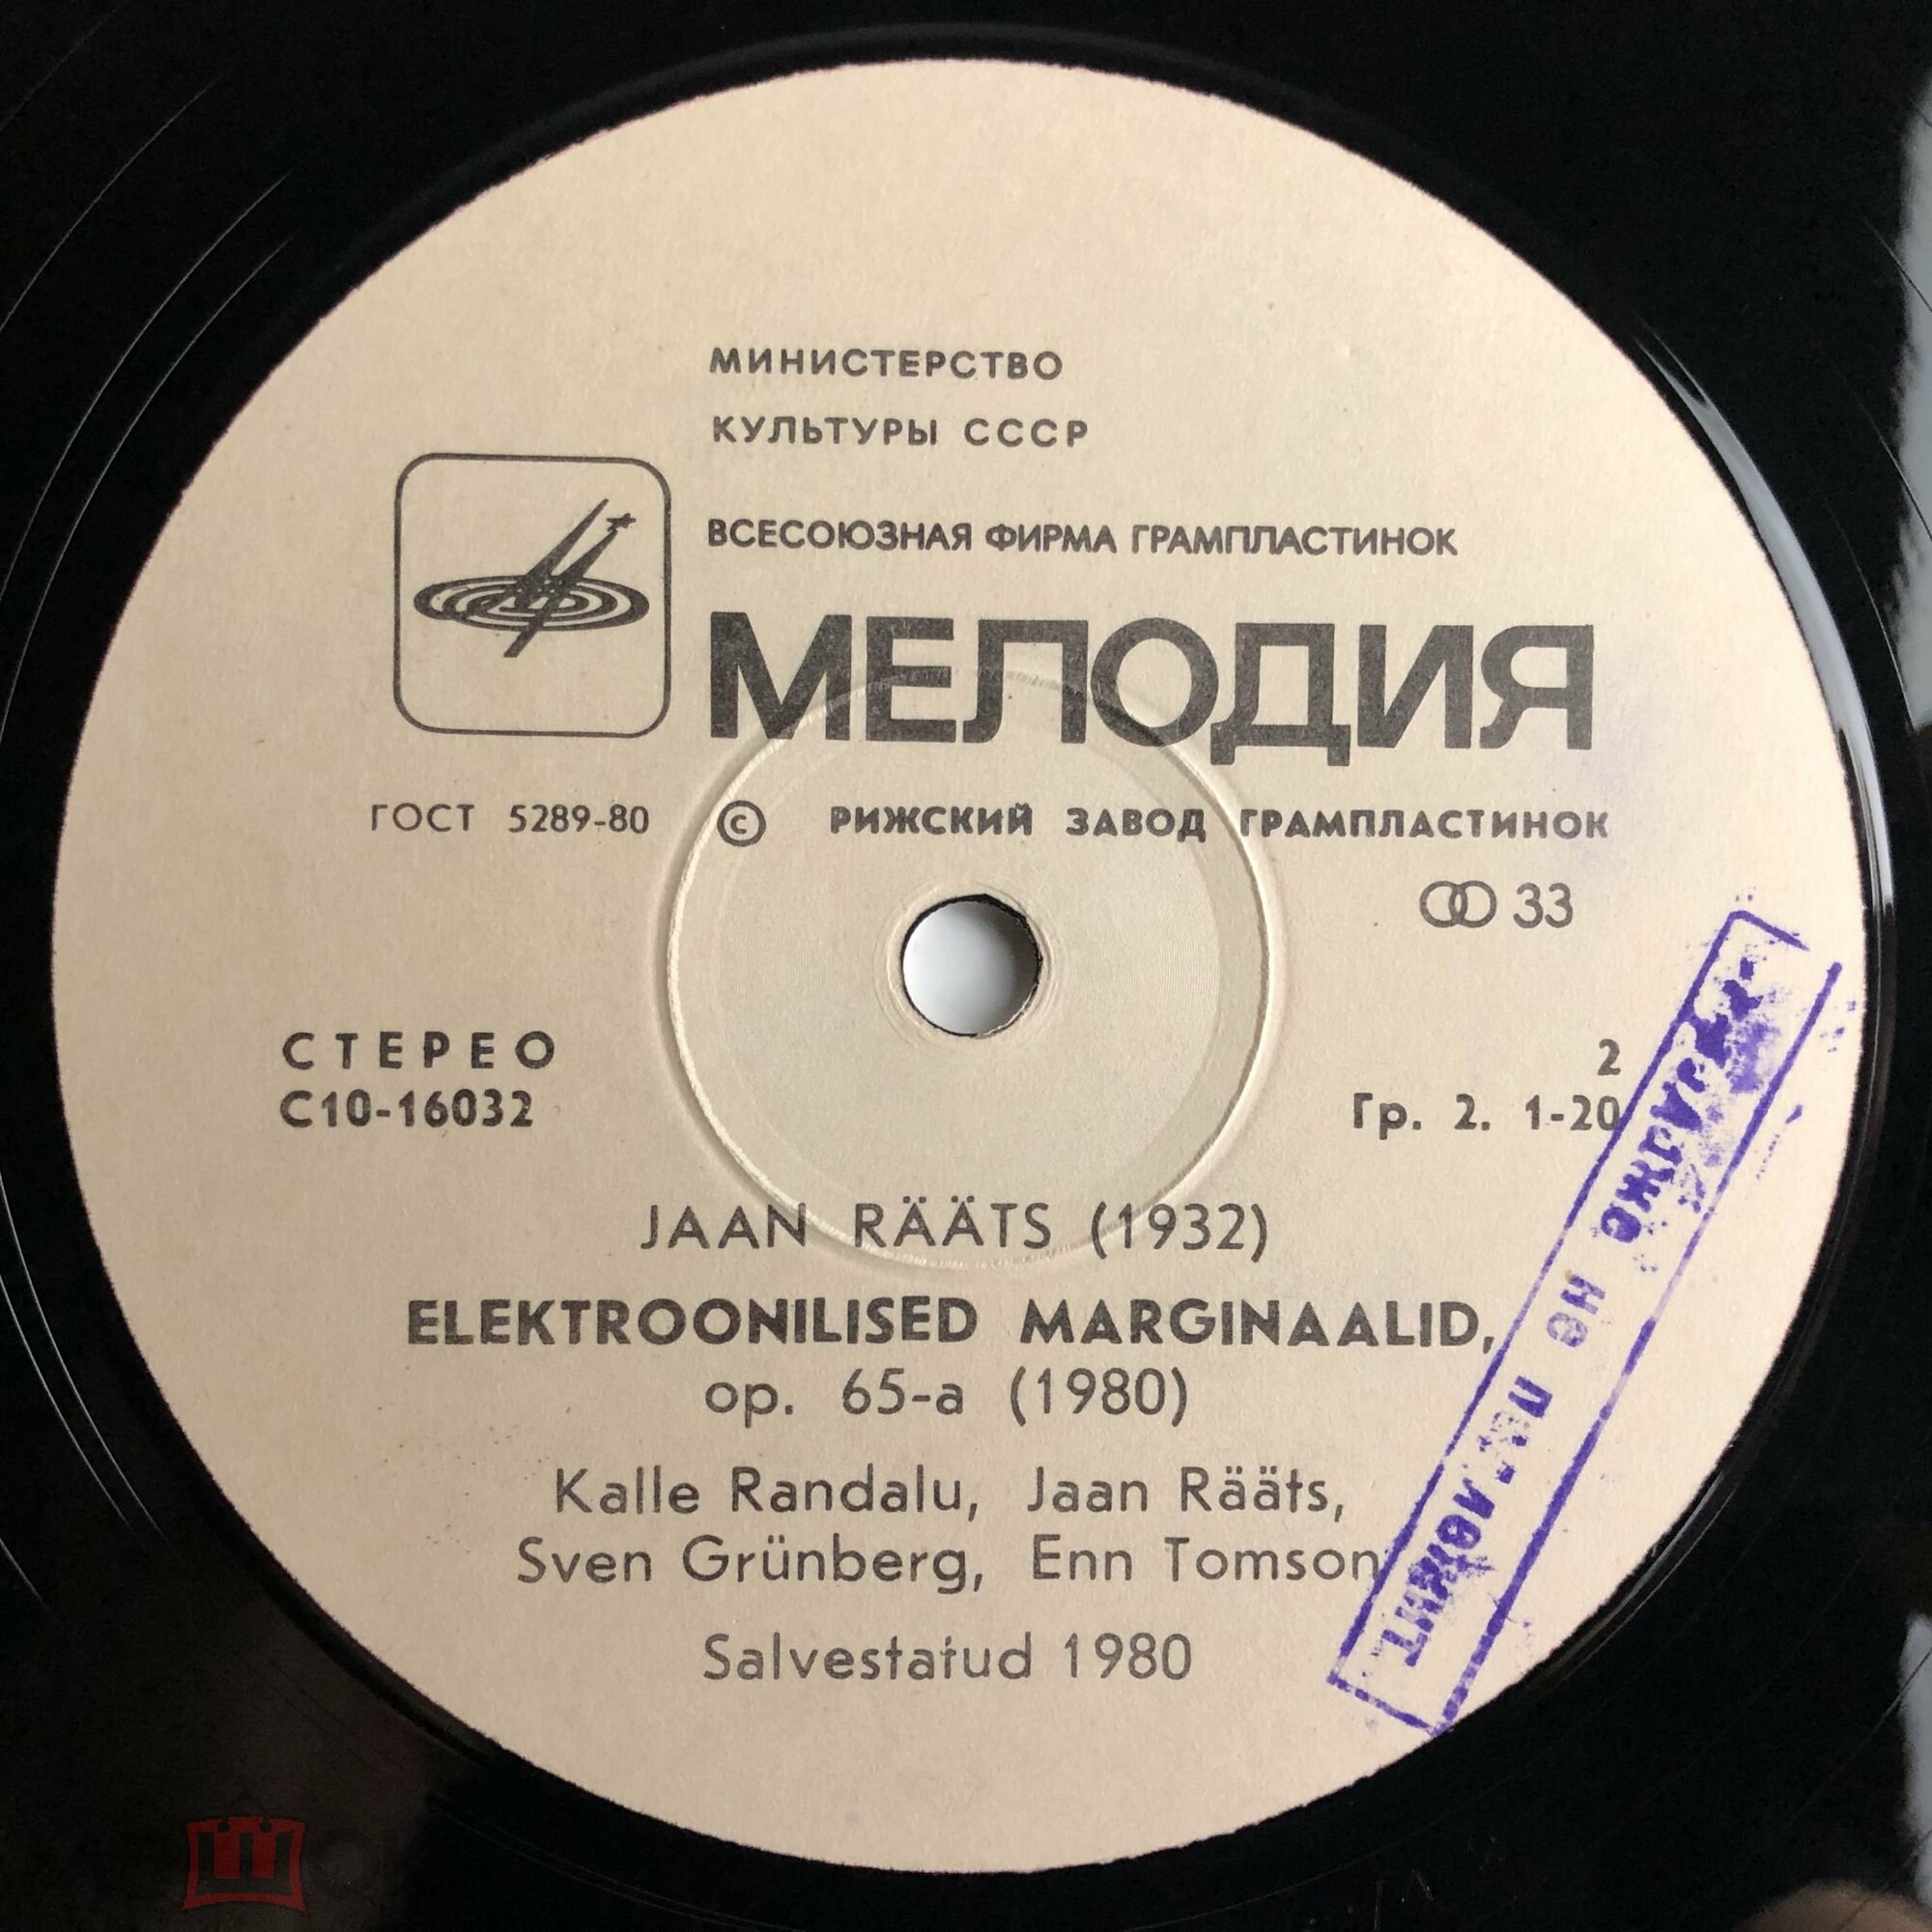 МИНИСТЕРСТВО
КУЛЬТУРЫ СССР
ВСЕСОЮЗНАЯ ФИРМА ГРАМПЛАСТИНОК
МЕЛОДИЯ
ГОСТ 5289-80 © РИЖСКИЙ ЗАВОД ГРАМПЛАСТИНОК
33
СТЕРЕО
2
С10-16032
Гр. 2. 1-20
JAAN RÄÄTS (1932)
ELEKTROONILISED MARGINAALID,
op. 65-a (1980)
Kalle Randalu, Jaan Rääts,
Sven Grünberg, Enn Tomson
Salvestatud 1980
не